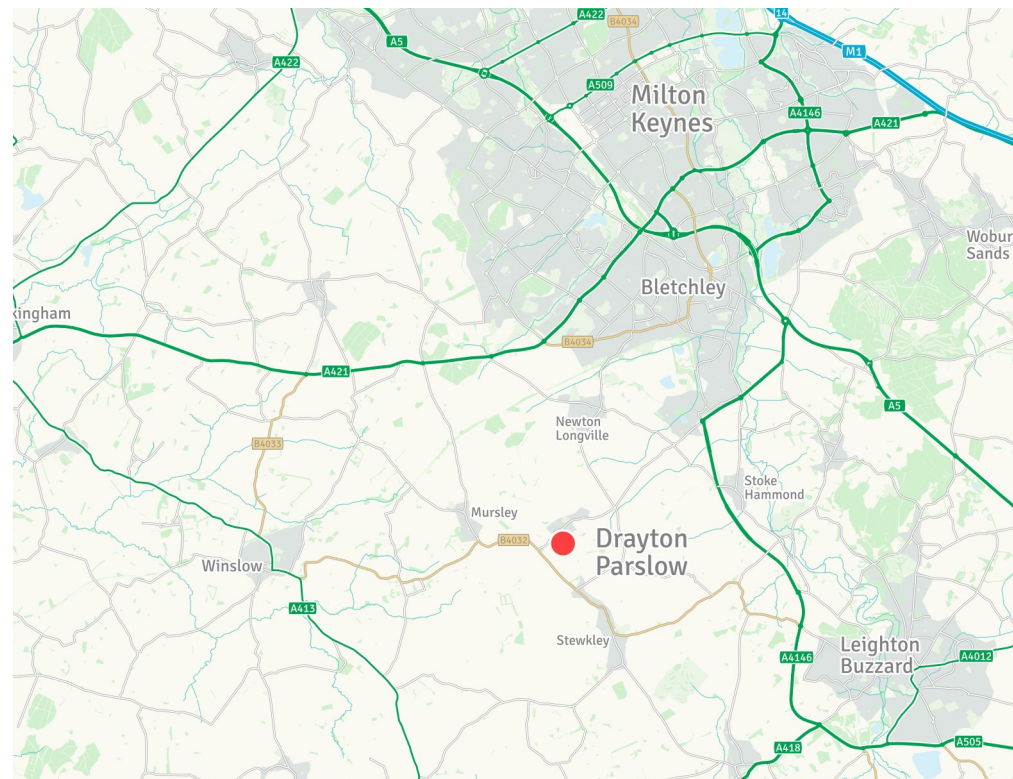 14
A422
B4034
A5
M1
A422
A509
Milton
Keynes
A4146
A421
Wobur
Sands
Bletchley
kingham
B4034
A421
A5
Newton
Longville
B4033
Stoke
Hammond
Mursley
Drayton
Parslow
B4032
Winslow
A413
Stewkley
Leighton
Buzzard
A4146
A4012
A418
A505